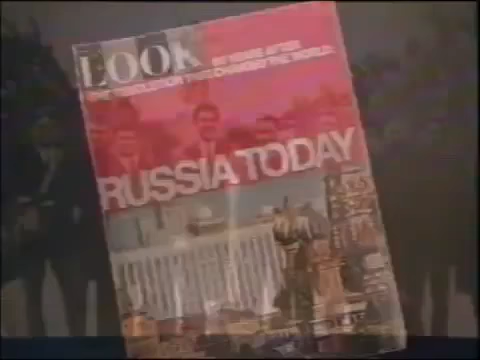 LOOK
50 YEARS AFTER
THE REVOLUTION THAT CHANGED THE WORLD:
RUSSIA TODAY